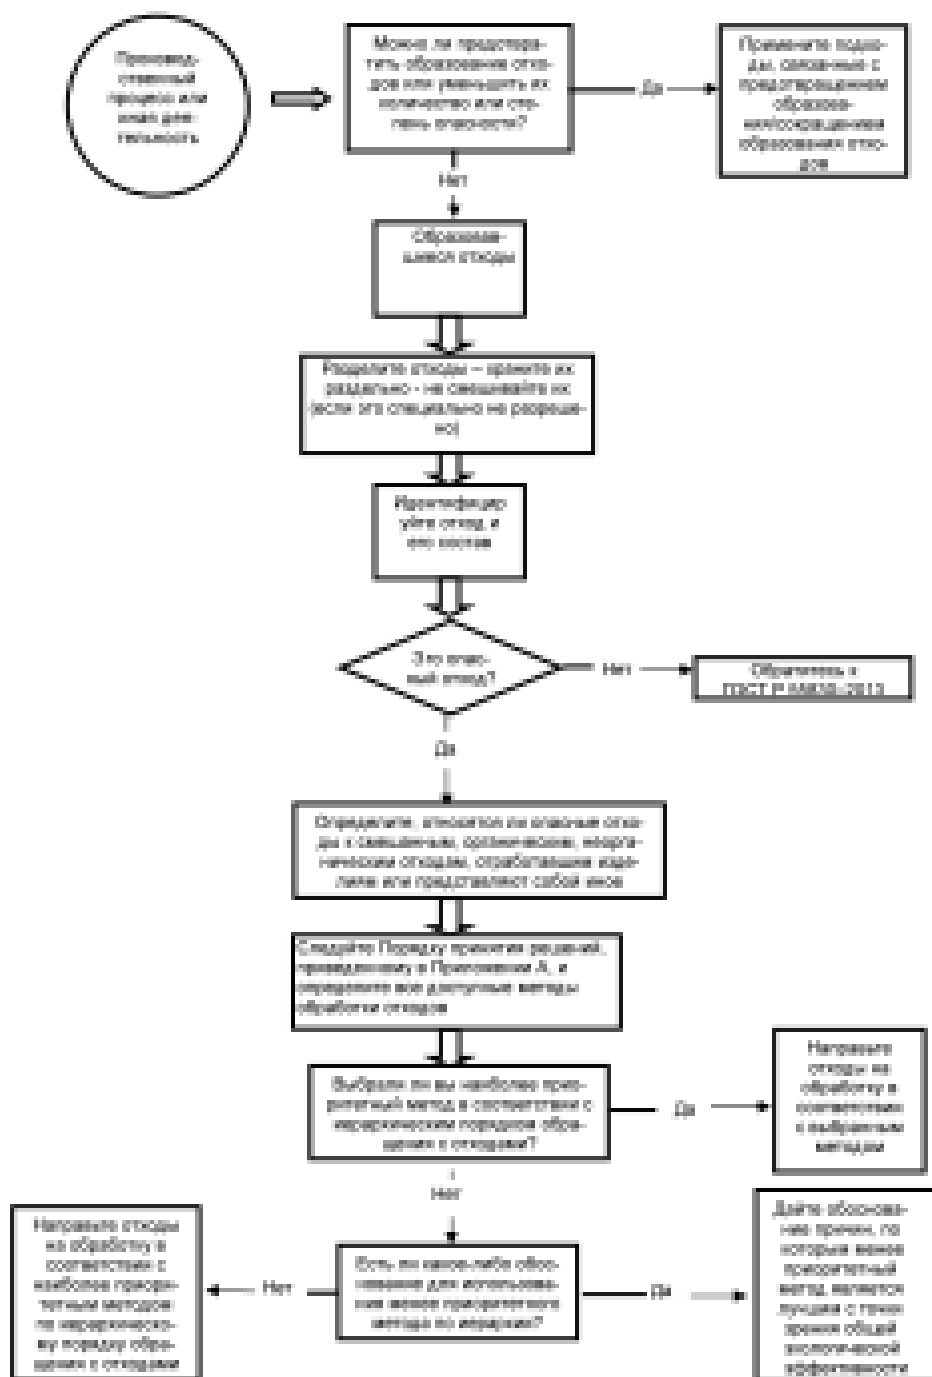 Производ-
ственный
процесс или
иная дея-
тельность
Можно ли предотвра-
тить образование отхо-
дов или уменьшить их
количество или сте-
пень опасности?
Да
Примените подхо-
ды, связанные с
предотвращением
образова-
ния/сокращением
образования отхо-
дов
Нет
Образовав-
шиеся отходы
Разделите отходы – храните их
раздельно - не смешивайте их
(если это специально не разреше-
но)
Идентифицир
уйте отход и
его состав
Это опас-
ный отход?
Нет
Обратитесь к
ГОСТ Р
Да
Определите, относятся ли опасные отхо-
ды к смешанным, органическим, неорга-
ническим отходам, отработавшим изде-
лиям или представляют собой иное
Следуйте Порядку принятия решений,
приведенному в Приложении А, и
определите все доступные методы
обработки отходов
Выбрали ли вы наиболее прио-
ритетный метод в соответствии с
иерархическим порядком обра-
щения с отходами?
Да
Направьте
отходы на
обработку в
соответствии
с выбранным
методом
Нет
Есть ли какое-либо обос-
нование для использова-
ния менее приоритетного
метода по иерархии?
Нет
Направьте отходы
на обработку в
соответствии с
наиболее приори-
тетным методом
по иерархическо-
му порядку обра-
щения с отходами
Да
Дайте обоснова-
ние причин, по
которым менее
приоритетный
метод является
лучшим с точки
зрения общей
экологической
эффективности